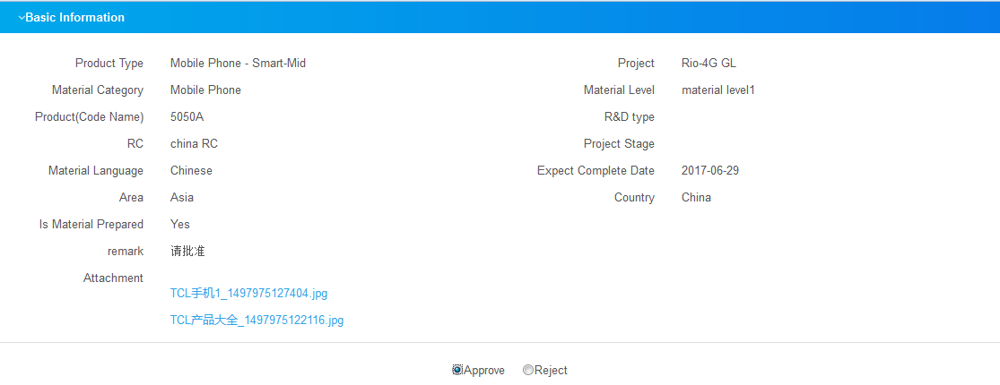 Basic Information
Product Type Mobile Phone - Smart-Mid Project Rio-4G GL
Material Category Mobile Phone Material Level material level1
Product(Code Name) 5050A R&D type
RC china RC Project Stage
Material Language Chinese Expect Complete Date 2017-06-29
Area Asia Country China
Is Material Prepared Yes
remark 请批准
Attachment
TCL手机1_1497975127404.jpg
TCL产品大全_1497975122116.jpg
Approve Reject